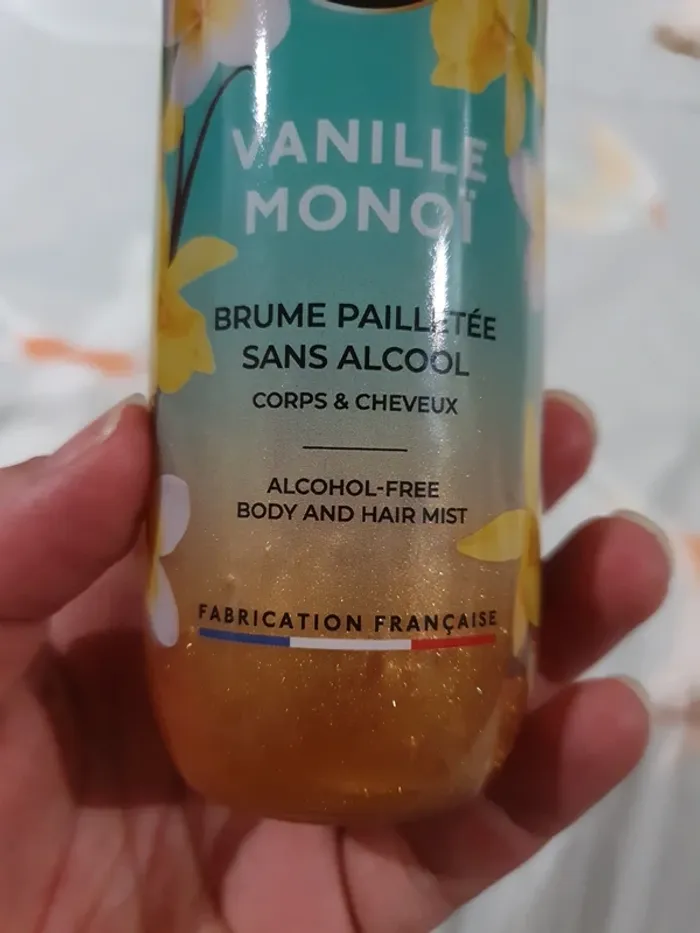 VANILLE
MONOÏ
BRUME PAILLETÉE
SANS ALCOOL
CORPS & CHEVEUX
ALCOHOL-FREE
BODY AND HAIR MIST
FABRICATION FRANÇAISE